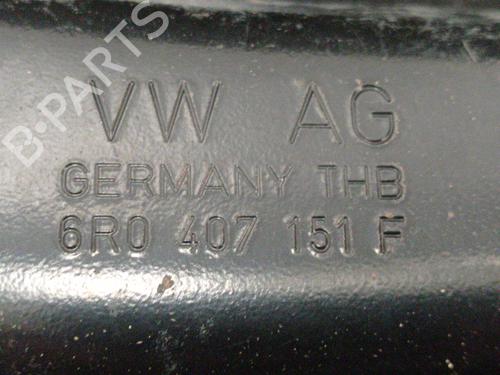 B-PARTS
VW AG
GERMANY THB
6R0 407 151 F